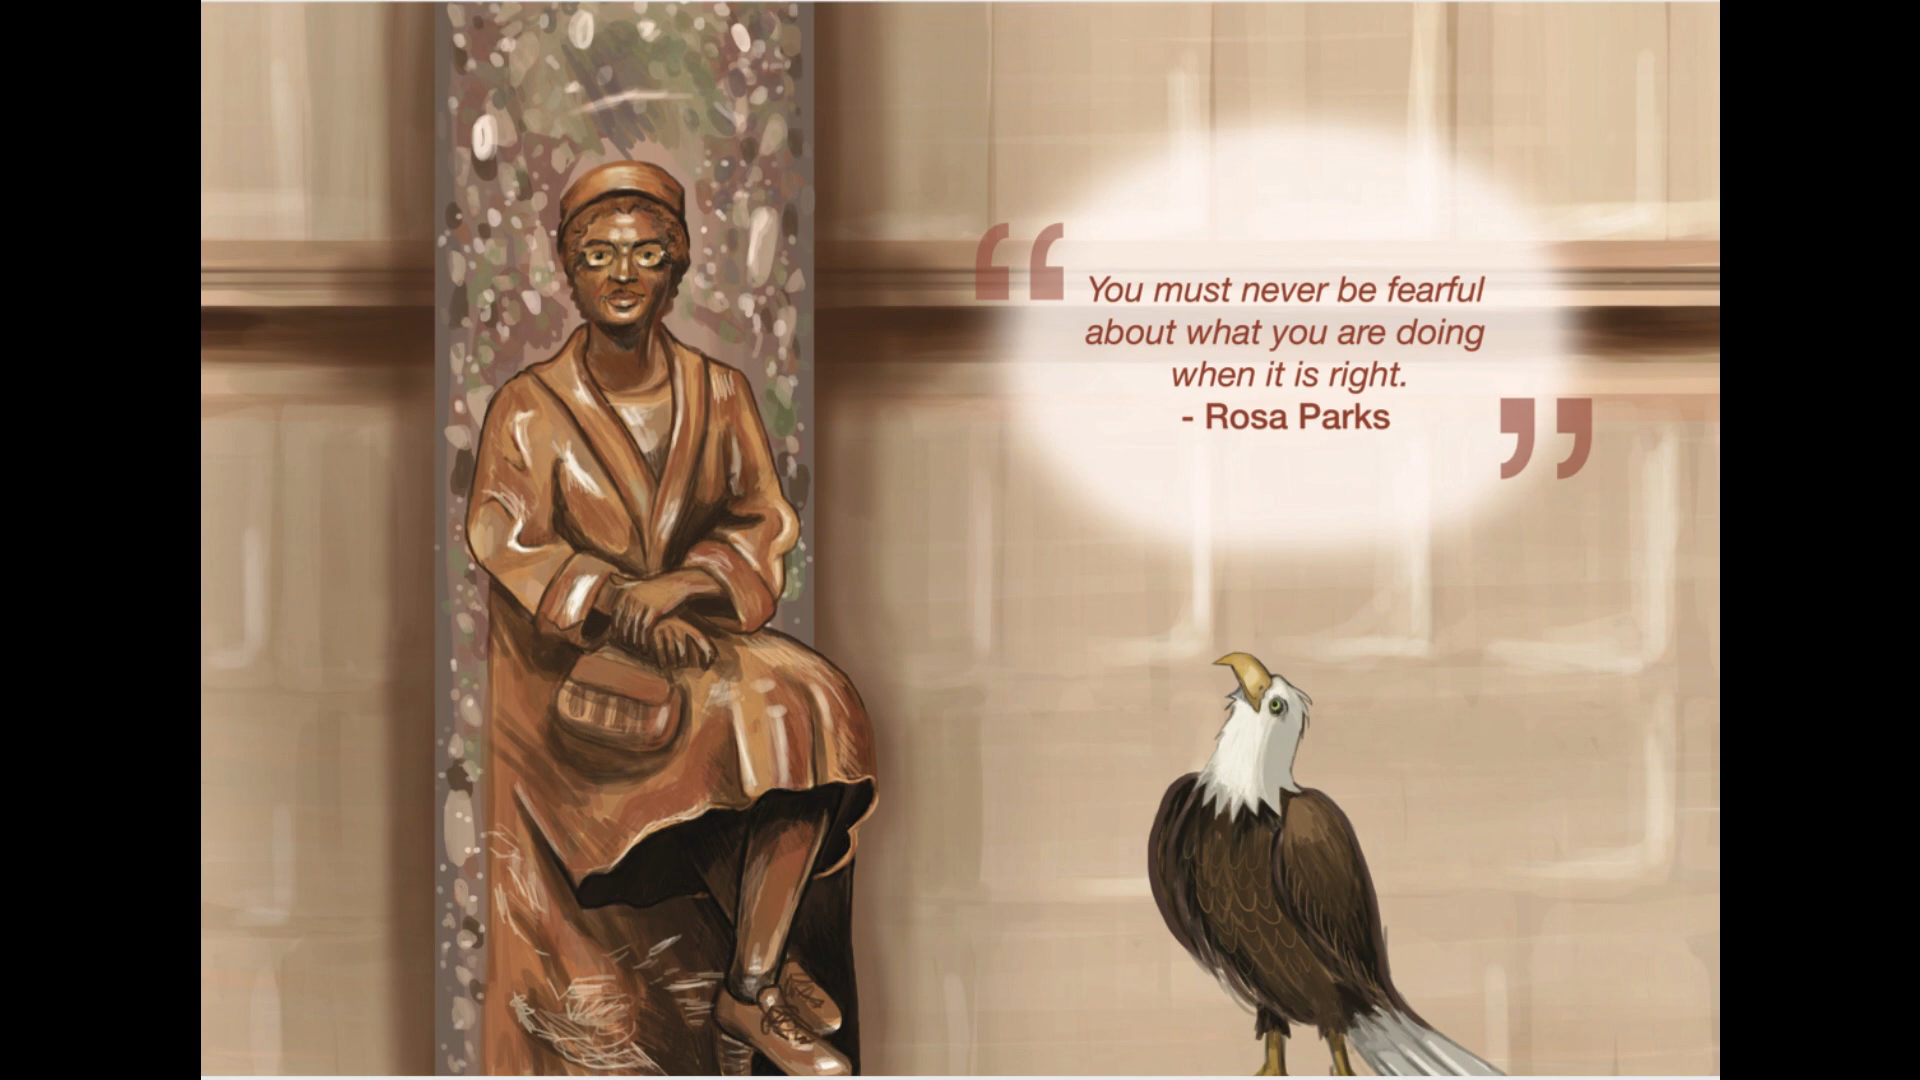 “ You must never be fearful
about what you are doing
when it is right.
- Rosa Parks ”